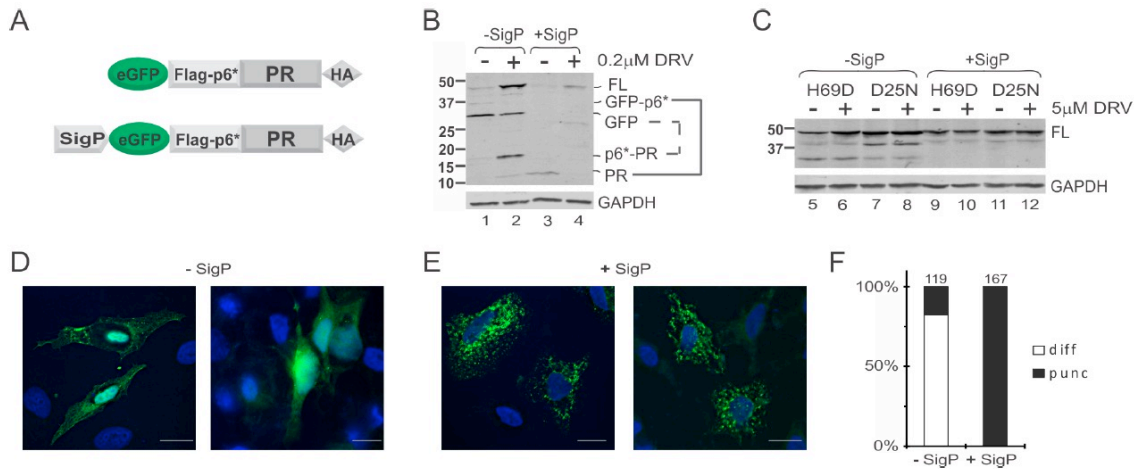 A
eGFP Flag-p6* PR HA
SigP eGFP Flag-p6* PR HA
B
-SigP +SigP
- + - + 0.2µM DRV
50
37
25
20
15
10
FL
GFP-p6*
GFP
p6*-PR
PR
GAPDH
1 2 3 4
C
-SigP +SigP
H69D D25N H69D D25N
- + - + - + - + 5µM DRV
50
37
FL
GAPDH
5 6 7 8 9 10 11 12
D
- SigP
E
+ SigP
F
119 167
100%
50%
0%
diff
punc
- SigP + SigP